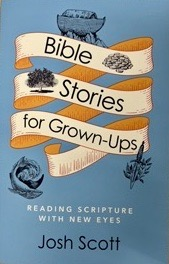 Bible
Stories
for Grown-Ups
READING SCRIPTURE
WITH NEW EYES
Josh Scott